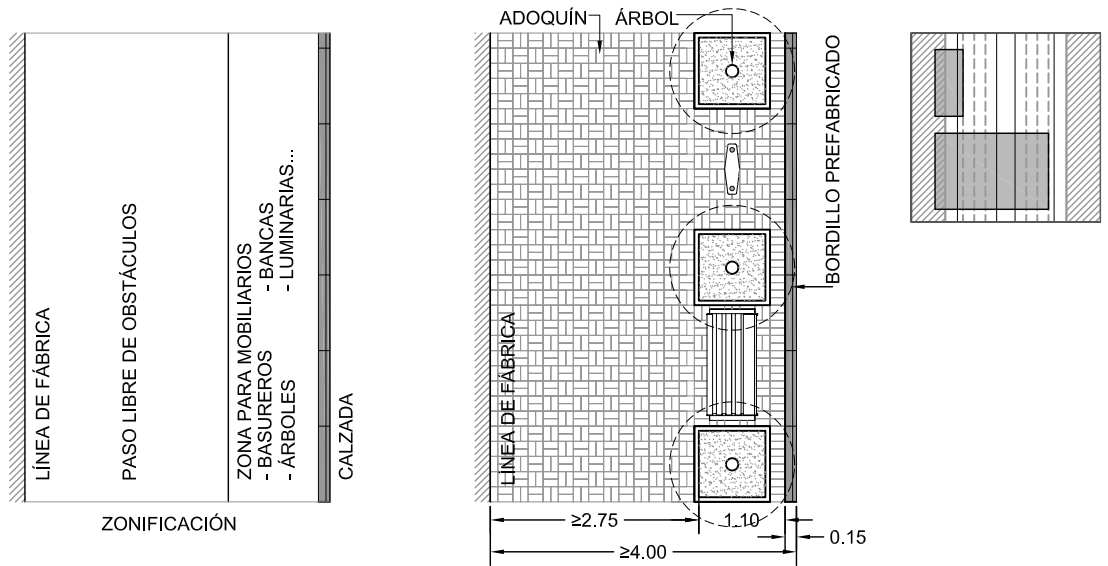 LÍNEA DE FÁBRICA
PASO LIBRE DE OBSTÁCULOS
ZONA PARA MOBILIARIOS
- BASUREROS
- BANCAS
- ÁRBOLES
- LUMINARIAS...
CALZADA
ZONIFICACIÓN
ADOQUÍN
ÁRBOL
LÍNEA DE FÁBRICA
BORDILLO PREFABRICADO
≥2.75
1.10
0.15
≥4.00